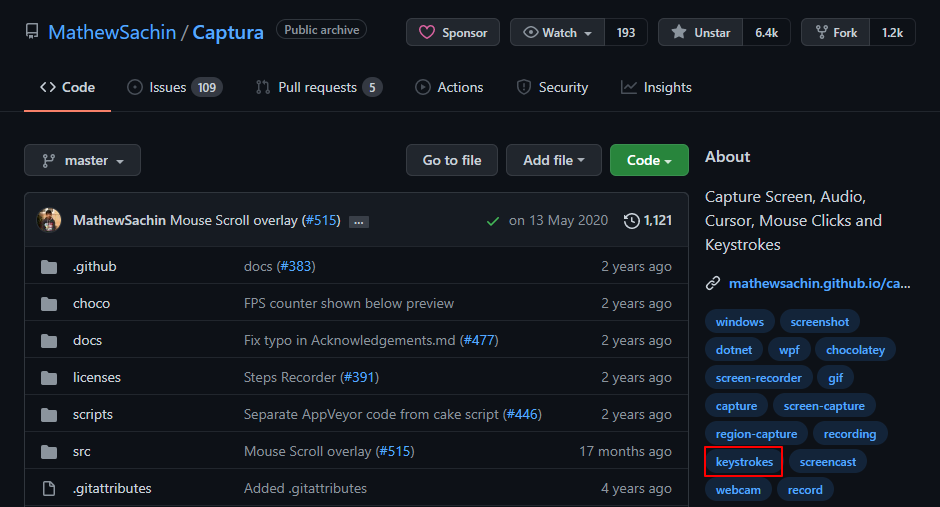 MathewSachin / Captura Public archive Sponsor Watch 193 Unstar 6.4k Fork 1.2k
Code Issues 109 Pull requests 5 Actions Security Insights
master Go to file Add file Code
MathewSachin Mouse Scroll overlay (#515) ... on 13 May 2020 1,121
.github docs (#383) 2 years ago
choco FPS counter shown below preview 2 years ago
docs Fix typo in Acknowledgements.md (#477) 2 years ago
licenses Steps Recorder (#391) 2 years ago
scripts Separate AppVeyor code from cake script (#446) 2 years ago
src Mouse Scroll overlay (#515) 17 months ago
.gitattributes Added .gitattributes 4 years ago
About
Capture Screen, Audio,
Cursor, Mouse Clicks and
Keystrokes
mathewsachin.github.io/ca...
windows screenshot
dotnet wpf chocolatey
screen-recorder gif
capture screen-capture
region-capture recording
keystrokes screencast
webcam record